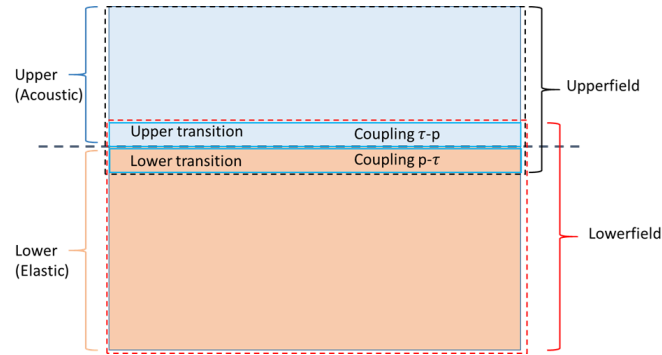 Upper
(Acoustic)
Upperfield
Upper transition Coupling 𝜏-p
Lower transition Coupling p-𝜏
Lower
(Elastic)
Lowerfield